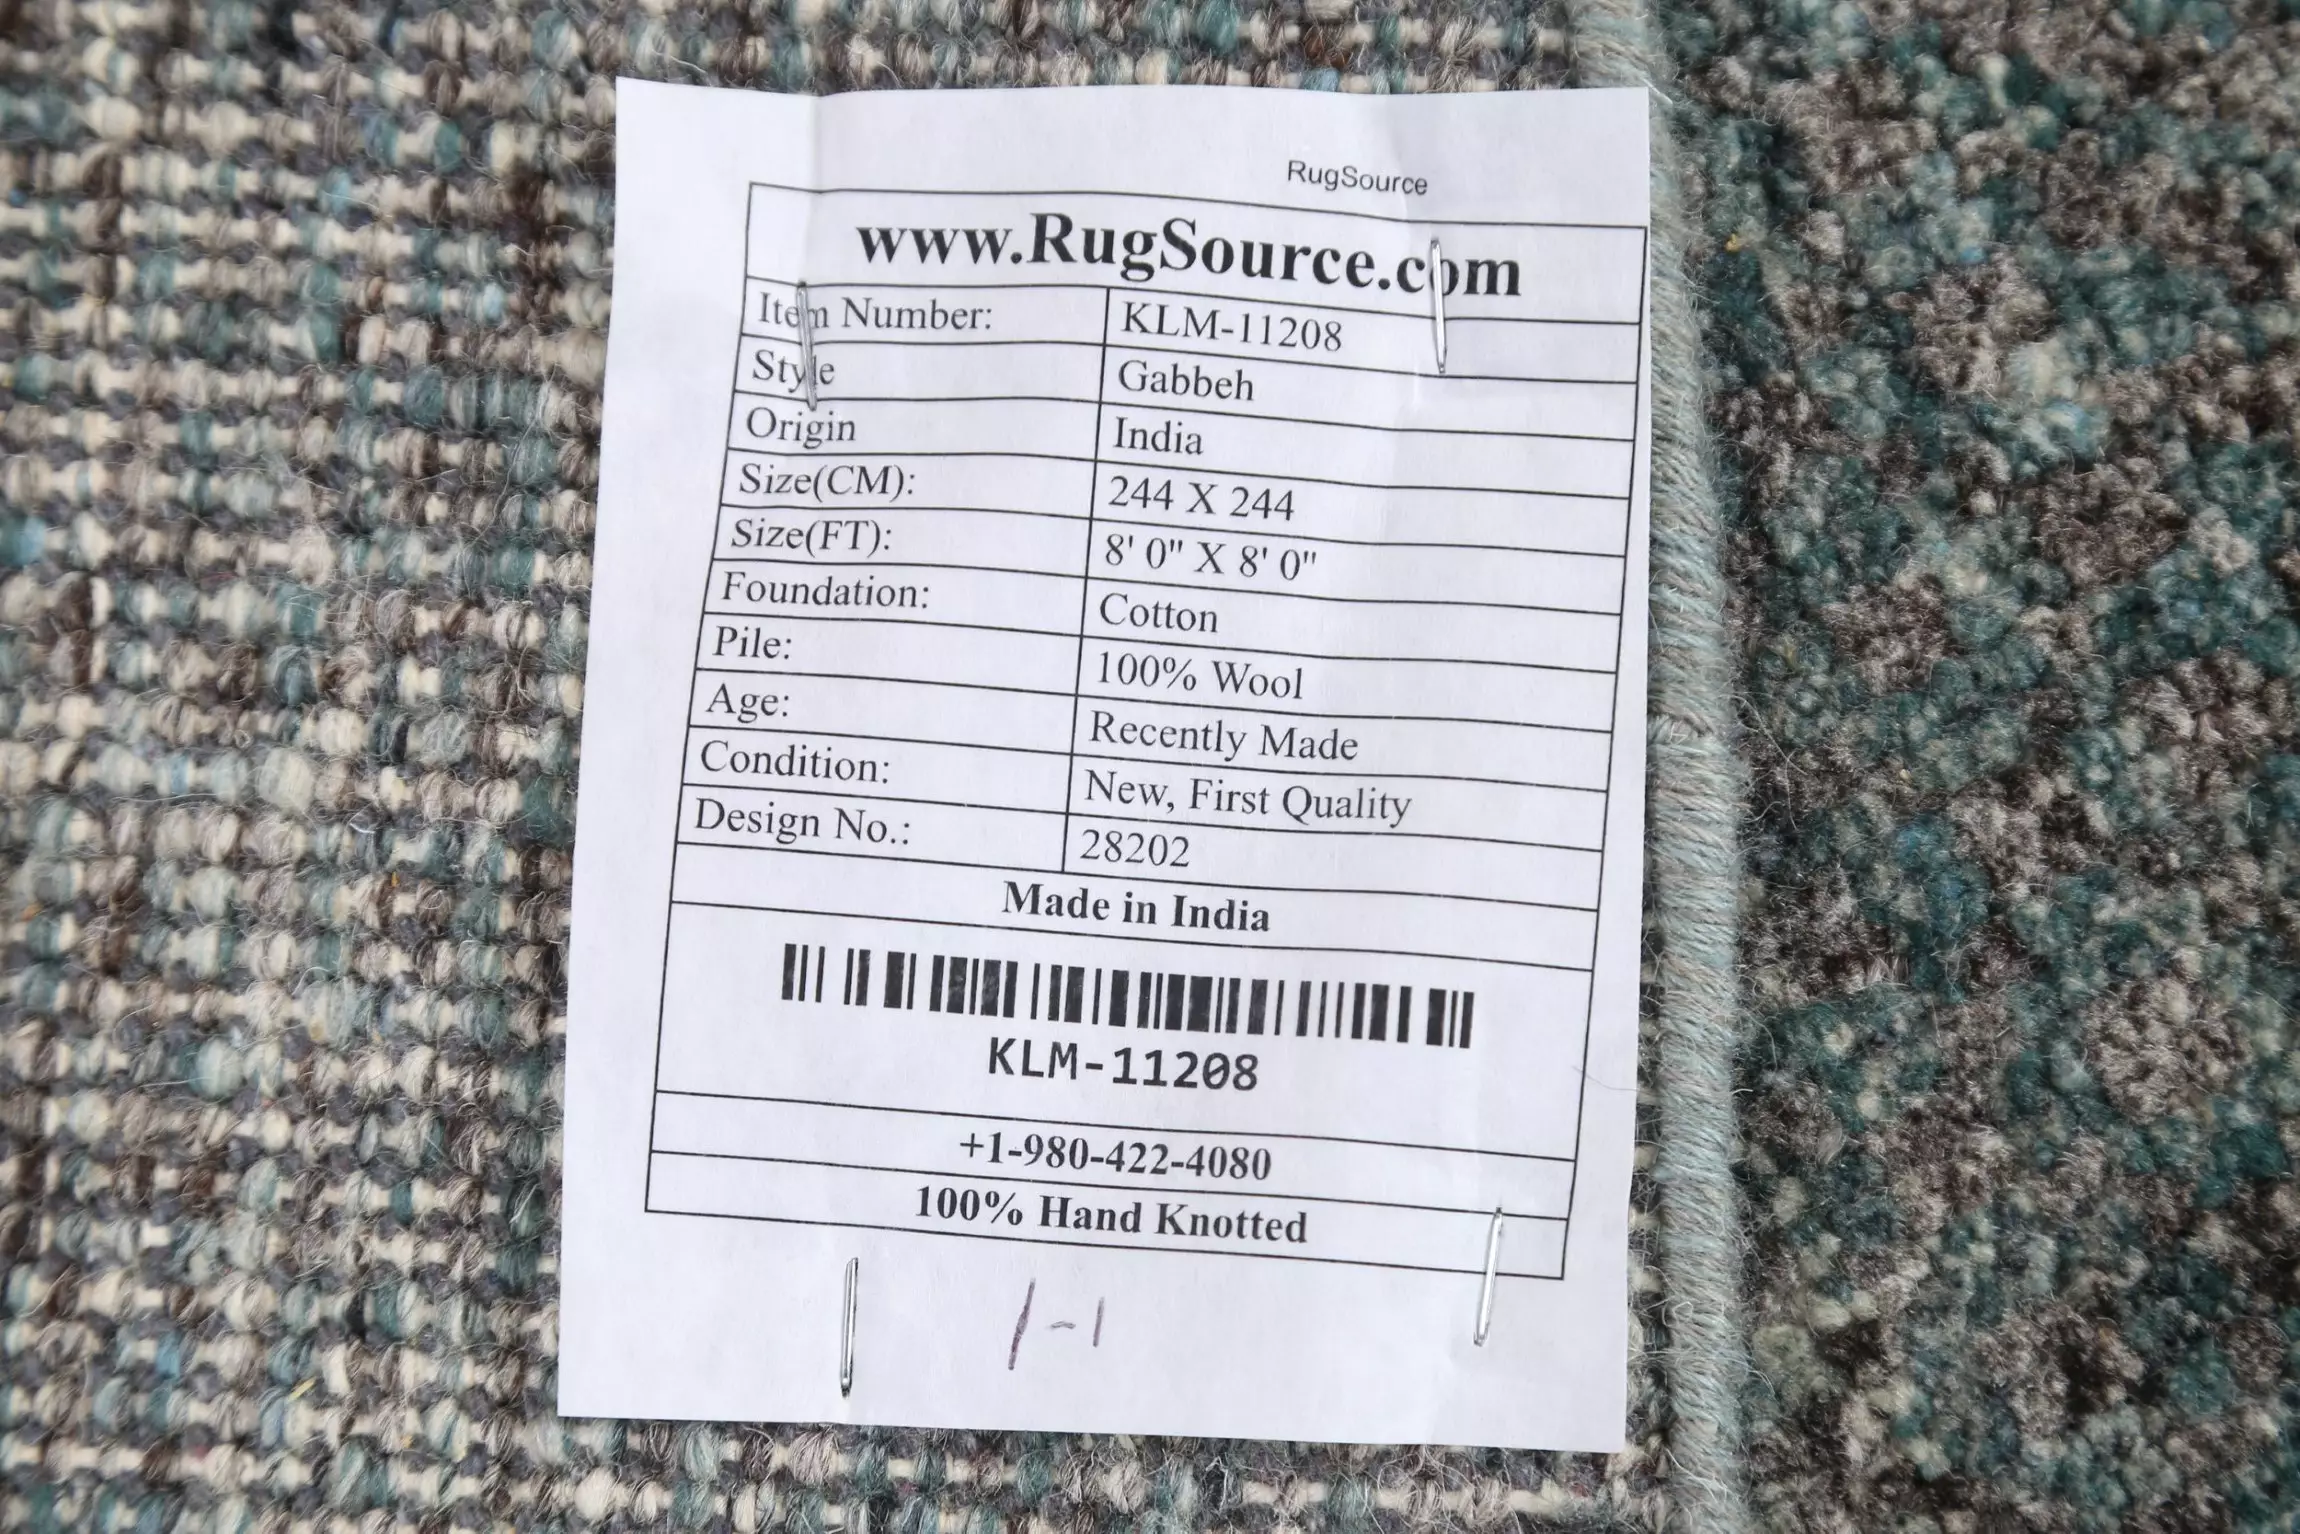 RugSource
www.RugSource.com
Item Number: KLM-11208
Style Gabbeh
Origin India
Size(CM): 244 X 244
Size(FT): 8' 0" X 8' 0"
Foundation: Cotton
Pile: 100% Wool
Age: Recently Made
Condition: New, First Quality
Design No.: 28202
Made in India
KLM-11208
+1-980-422-4080
100% Hand Knotted
1-1